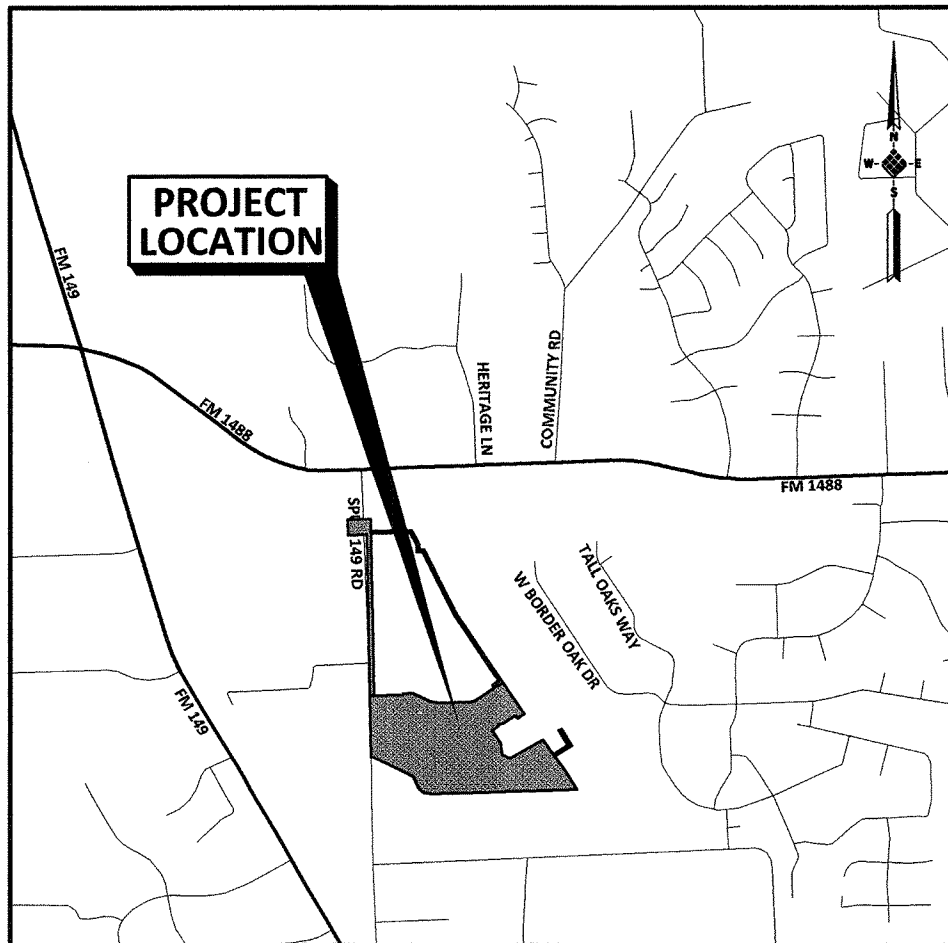 N
W
E
S
PROJECT
LOCATION
FM 149
FM 1488
HERITAGE LN
COMMUNITY RD
FM 1488
149 RD
TALL OAKS WAY
W BORDER OAK DR
FM 149